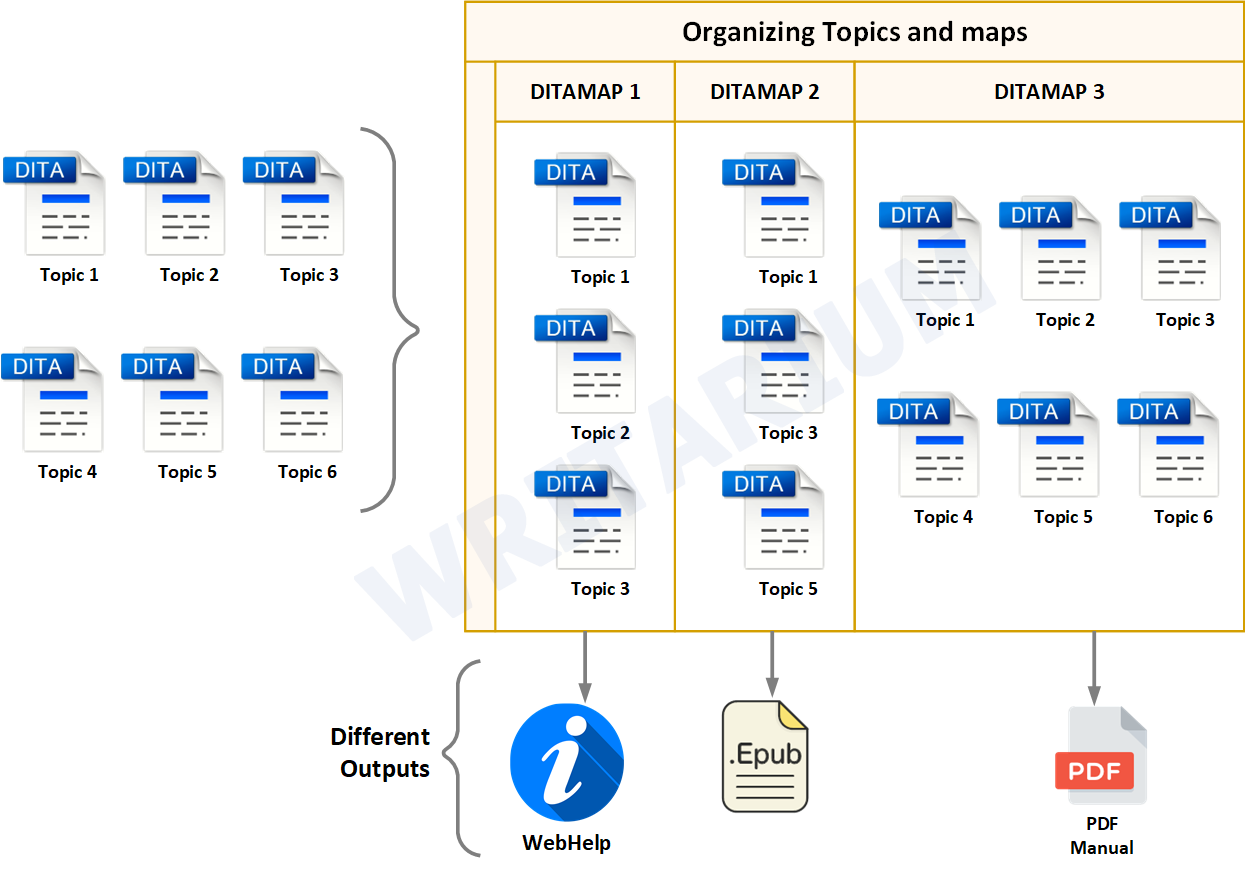 Organizing Topics and maps
DITAMAP 1
DITAMAP 2
DITAMAP 3
DITA
DITA
DITA
Topic 1
Topic 2
Topic 3
DITA
DITA
DITA
Topic 4
Topic 5
Topic 6
DITA
Topic 1
DITA
Topic 2
DITA
Topic 3
DITA
Topic 1
DITA
Topic 3
DITA
Topic 5
DITA
DITA
DITA
Topic 1
Topic 2
Topic 3
DITA
DITA
DITA
Topic 4
Topic 5
Topic 6
WRITARIUM
Different
Outputs
i
WebHelp
.Epub
PDF
PDF
Manual